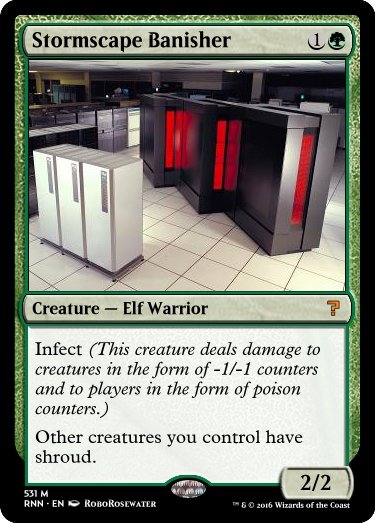 Stormscape Banisher 1
Creature — Elf Warrior
Infect (This creature deals damage to
creatures in the form of -1/-1 counters
and to players in the form of poison
counters.)
Other creatures you control have
shroud.
2/2
531 M
RNN • EN RoboRosewater
™ & © 2016 Wizards of the Coast